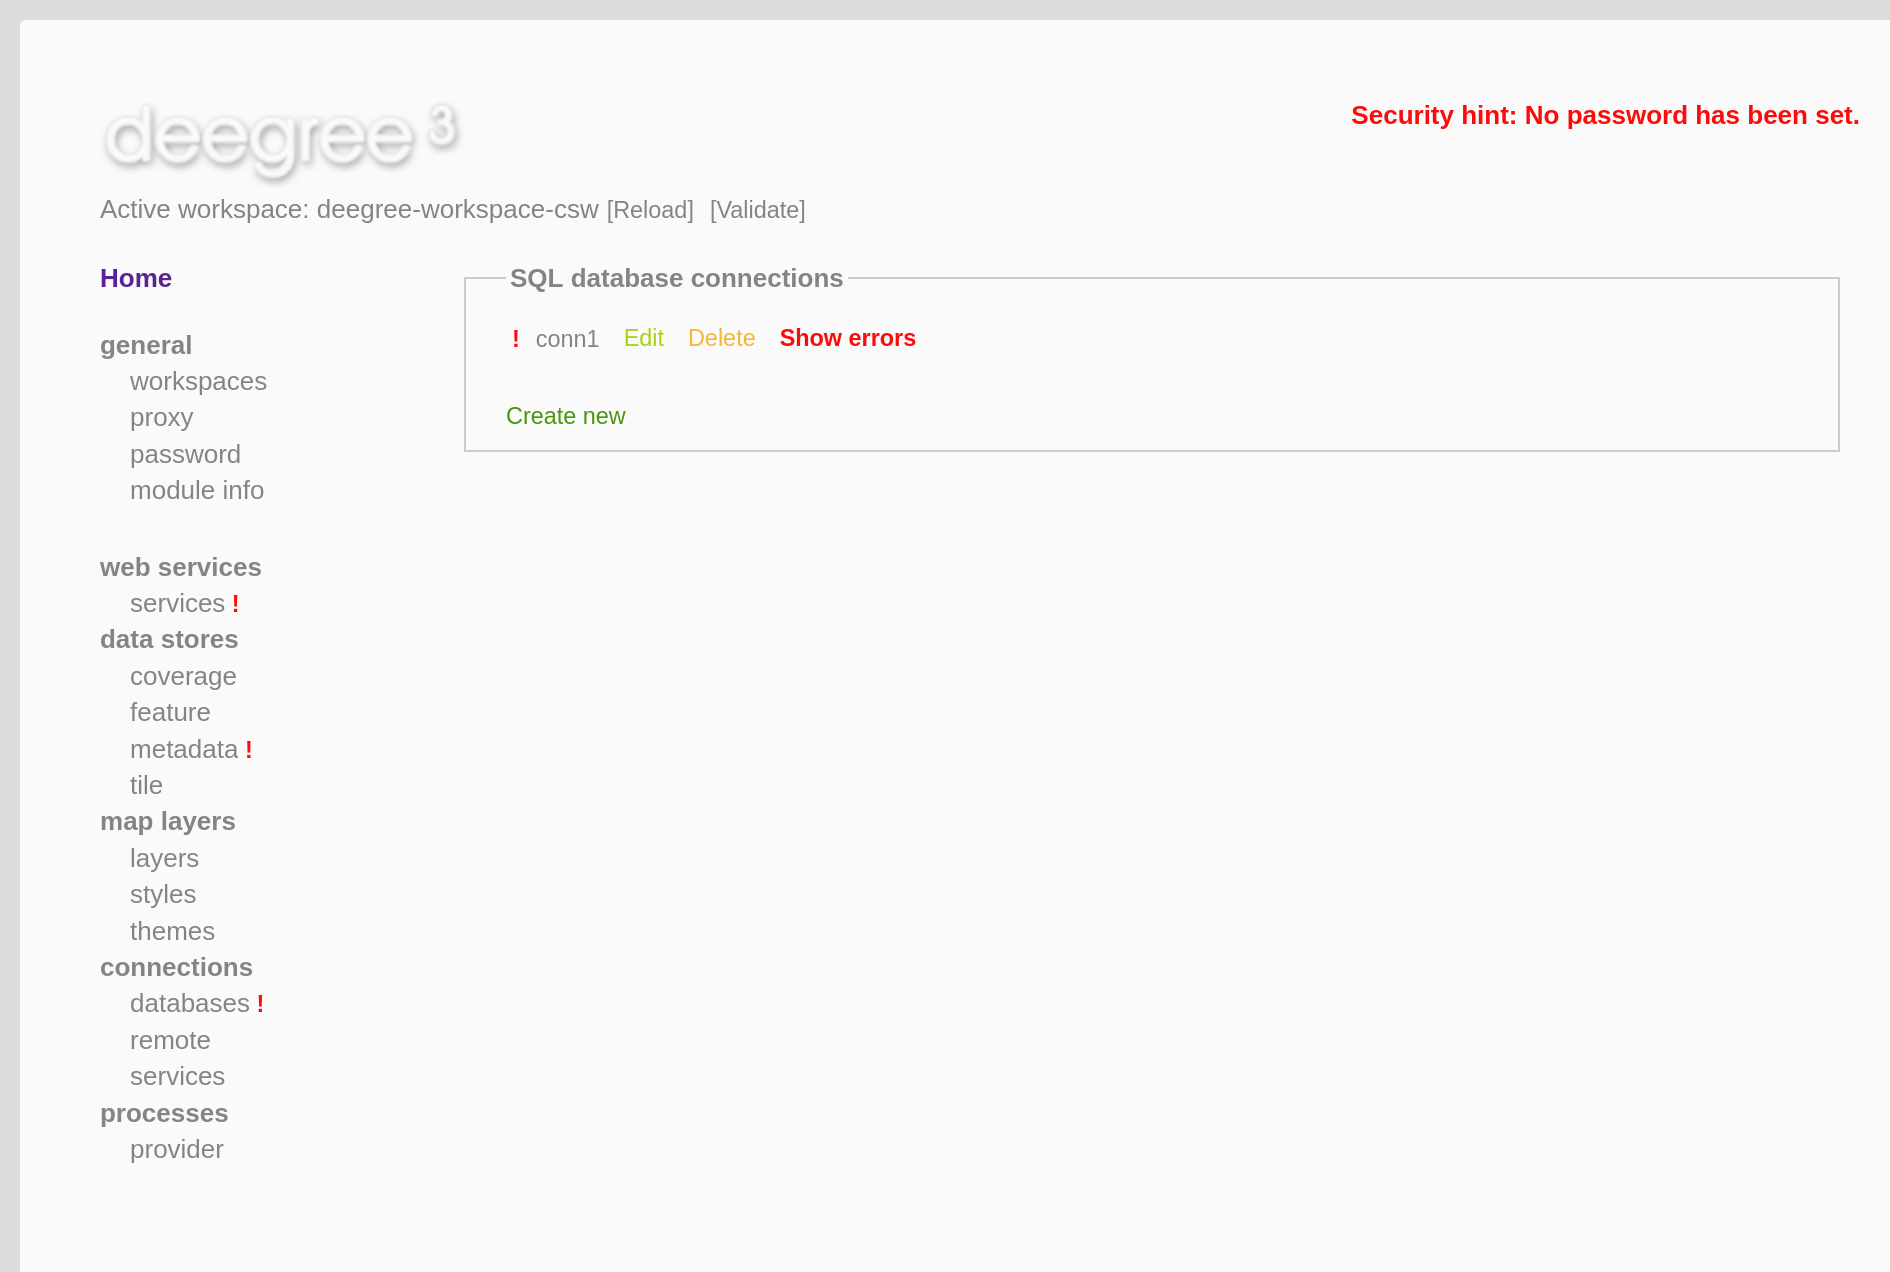 deegree 3
Security hint: No password has been set.
Active workspace: deegree-workspace-csw [Reload] [Validate]
Home
general
workspaces
proxy
password
module info
web services
services !
data stores
coverage
feature
metadata !
tile
map layers
layers
styles
themes
connections
databases !
remote
services
processes
provider
SQL database connections
! conn1 Edit Delete Show errors
Create new